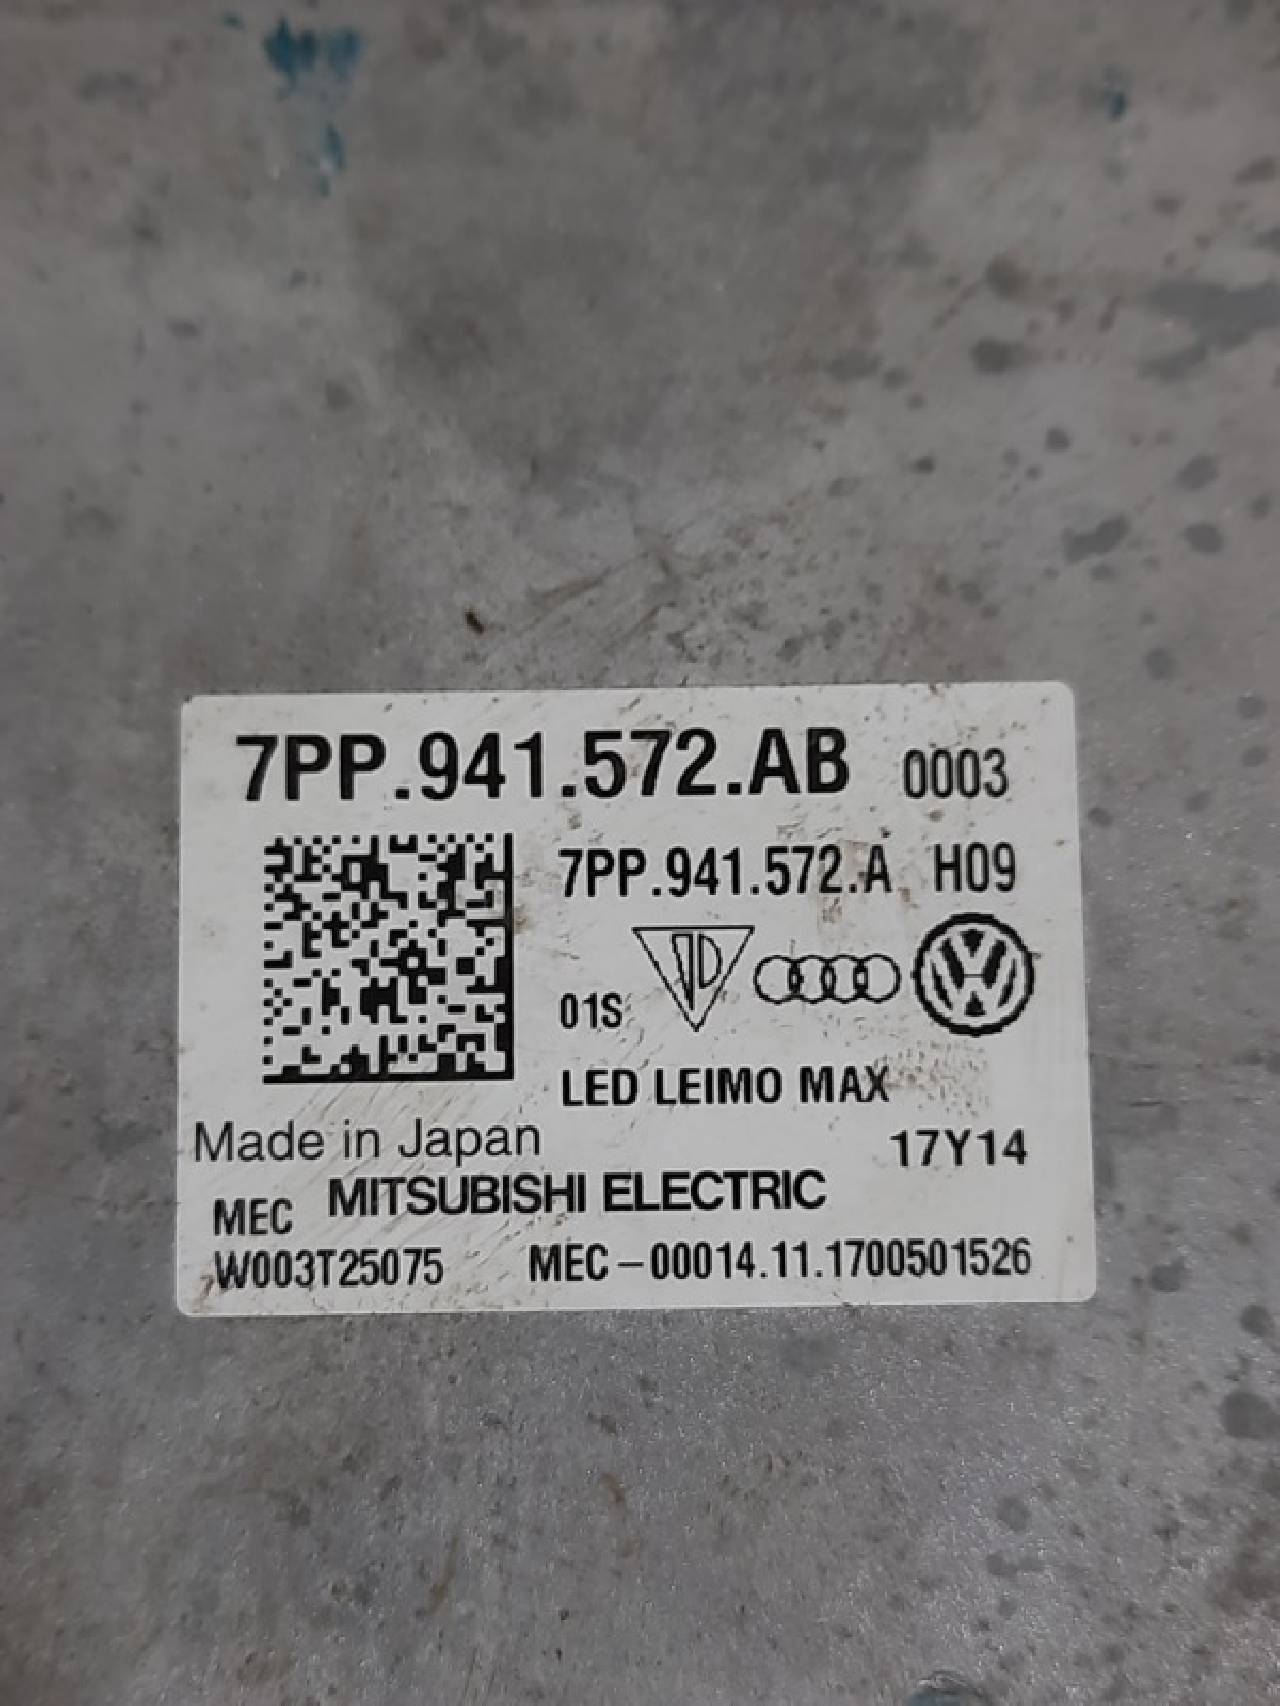 7PP.941.572.AB 0003
7PP.941.572.A H09
01S
LED LEIMO MAX
Made in Japan 17Y14
MEC MITSUBISHI ELECTRIC
W003T25075 MEC-00014.11.1700501526